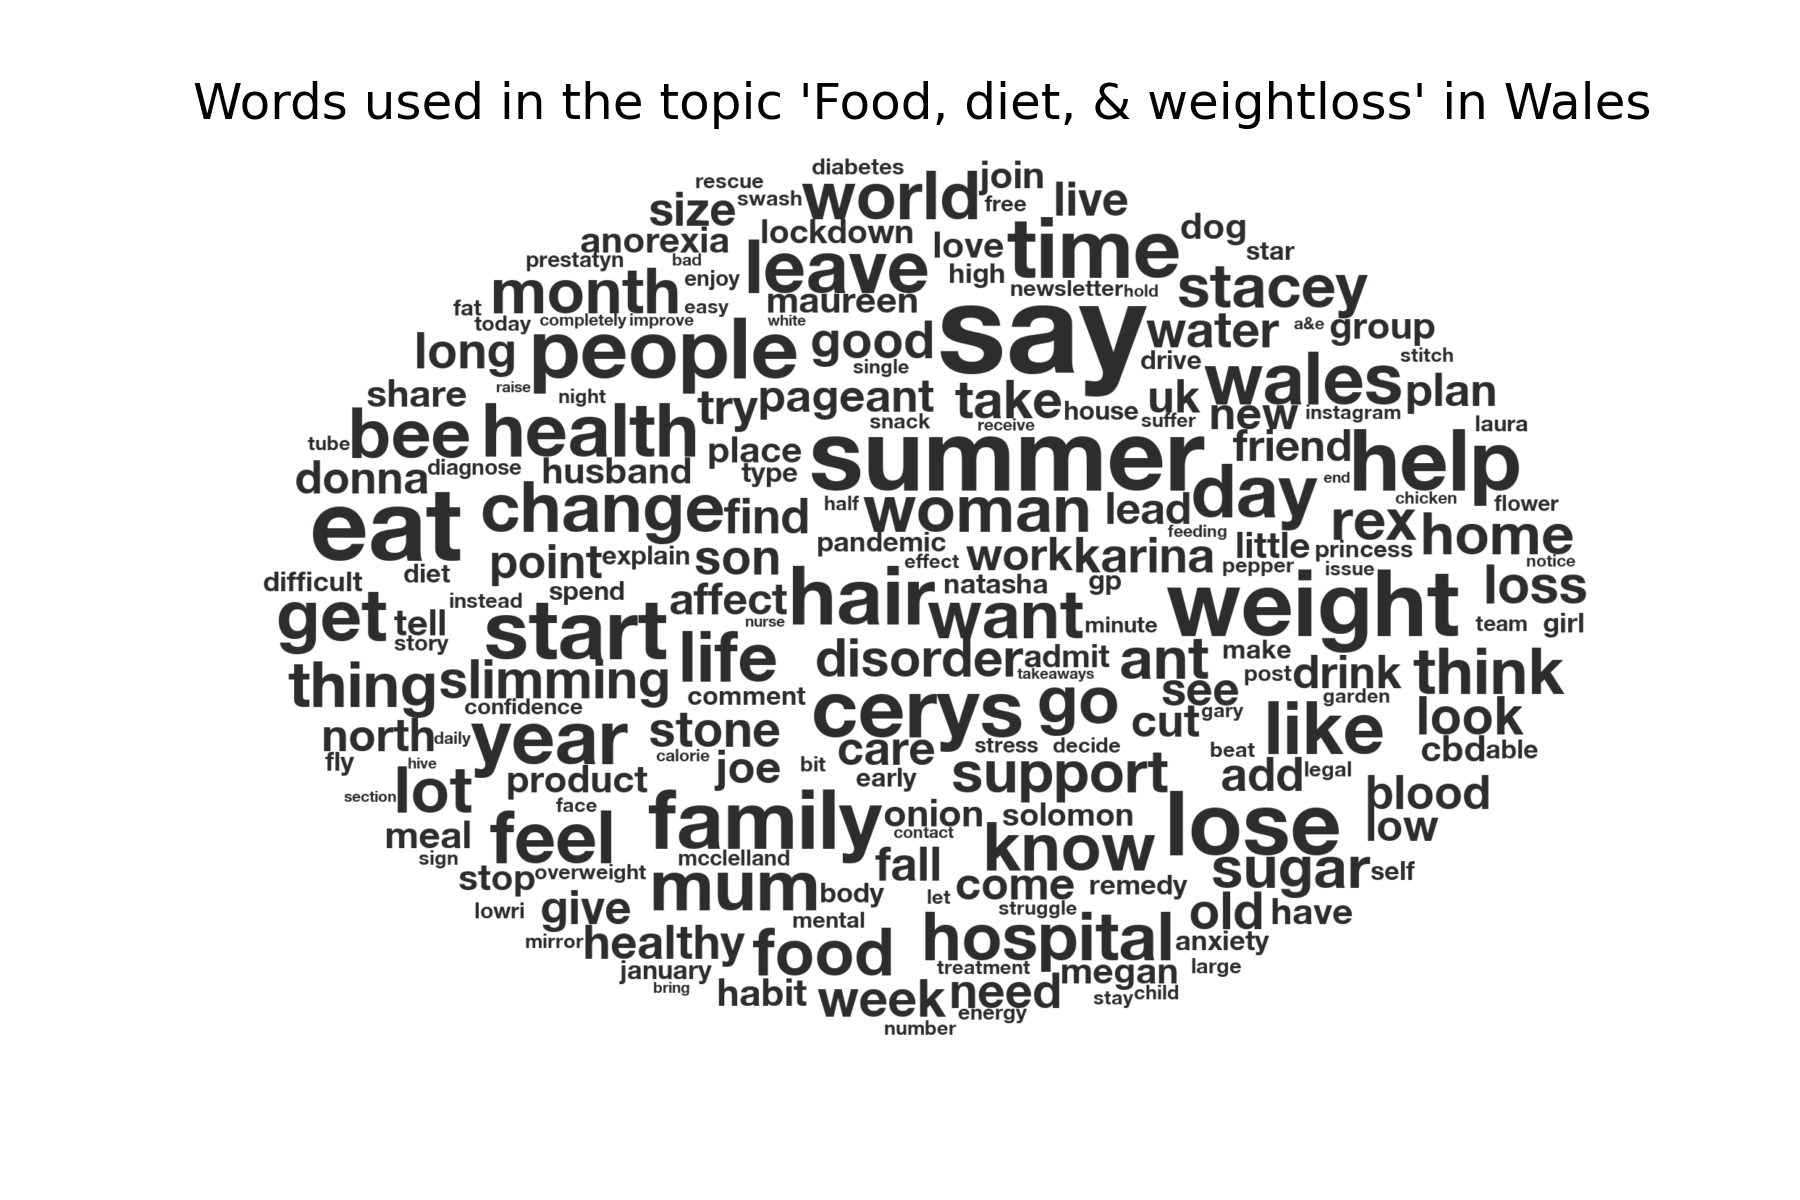 Words used in the topic 'Food, diet, & weightloss' in Wales
diabetes
rescue swash world join
size free live
anorexia lockdown love time dog
prestatyn bad leave star
month enjoy high stacey
fat easy maureen newsletter hold
today completely improve white say
long people good water a&e group
single drive stitch
share raise night pageant take uk wales plan
bee health try snack house suffer new instagram
tube receive laura
donna diagnose husband place summer friend help
type end
eat change find half woman lead day chicken flower
feeding rex home
point explain son pandemic effect work karina little princess
pepper issue notice
difficult diet spend hair natasha gp weight loss
get tell instead start affect want minute team girl
story nurse
thing slimming life disorder admit ant make
takeaways post drink think
confidence comment cerys go see garden
north daily year stone cut gary like look
care stress decide beat cbd able
fly hive calorie joe bit
lot product early support add legal
section face blood
meal feel family onion solomon lose low
sign contact know
stop overweight mcclelland fall sugar self
mum body let come remedy
lowri give struggle old have
mirror healthy mental hospital anxiety
food treatment
january megan large
bring habit week need stay child
energy
number